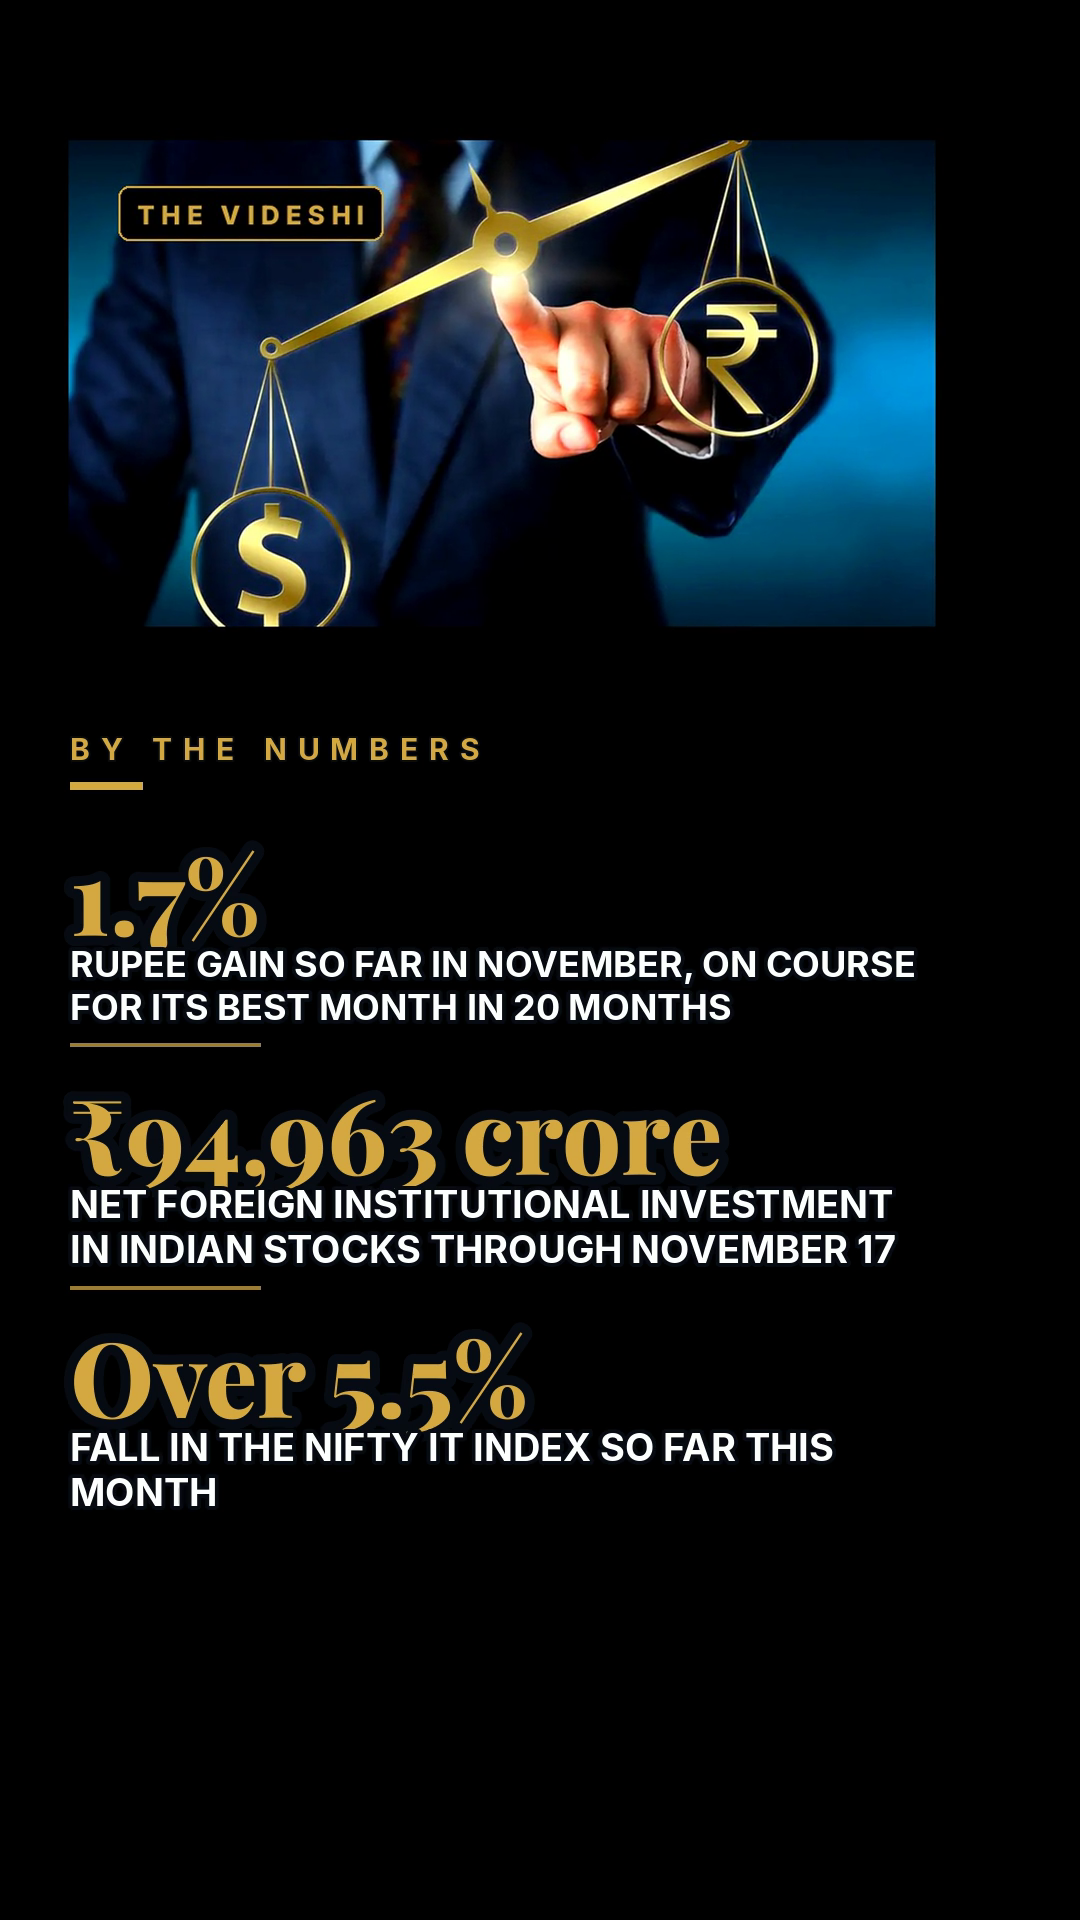 THE VIDESHI
$
₹
BY THE NUMBERS
1.7%
RUPEE GAIN SO FAR IN NOVEMBER, ON COURSE
FOR ITS BEST MONTH IN 20 MONTHS
₹94,963 crore
NET FOREIGN INSTITUTIONAL INVESTMENT
IN INDIAN STOCKS THROUGH NOVEMBER 17
Over 5.5%
FALL IN THE NIFTY IT INDEX SO FAR THIS
MONTH